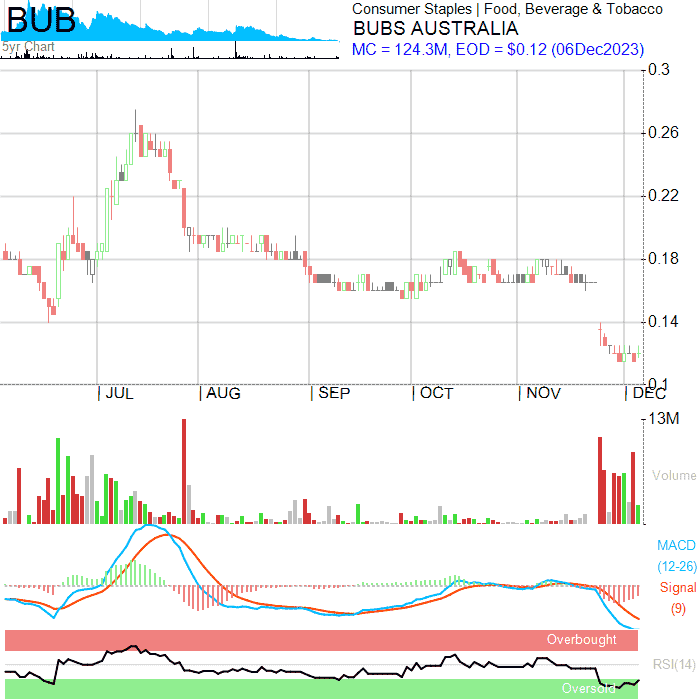 BUB
5yr Chart
Consumer Staples | Food, Beverage & Tobacco
BUBS AUSTRALIA
MC = 124.3M, EOD = $0.12 (06Dec2023)
0.3
0.26
0.22
0.18
0.14
0.1
JUL AUG SEP OCT NOV DEC
13M
Volume
MACD
(12-26)
Signal
(9)
Overbought
RSI(14)
Oversold